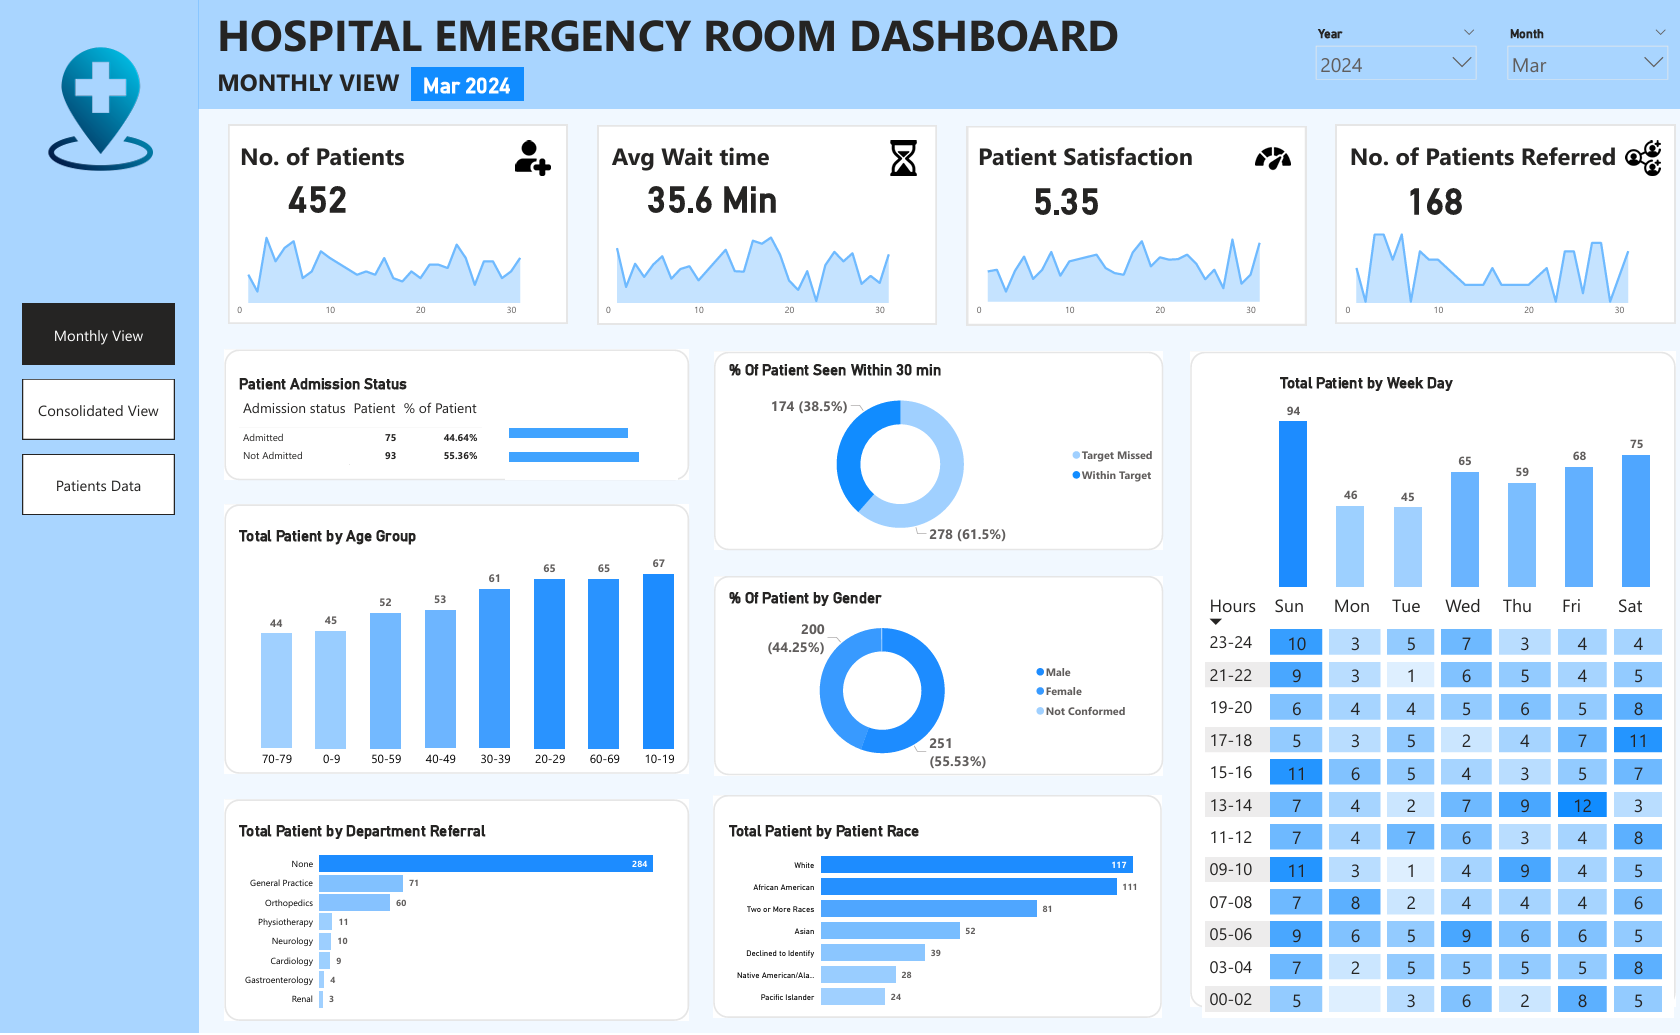 HOSPITAL EMERGENCY ROOM DASHBOARD
MONTHLY VIEW Mar 2024
Year
2024
Month
Mar
Monthly View
Consolidated View
Patients Data
No. of Patients
452
0 10 20 30
Avg Wait time
35.6 Min
0 10 20 30
Patient Satisfaction
5.35
0 10 20 30
No. of Patients Referred
168
0 10 20 30
Patient Admission Status
Admission status Patient % of Patient
Admitted 75 44.64%
Not Admitted 93 55.36%
Total Patient by Age Group
44 45 52 53 61 65 65 67
70-79 0-9 50-59 40-49 30-39 20-29 60-69 10-19
Total Patient by Department Referral
None 284
General Practice 71
Orthopedics 60
Physiotherapy 11
Neurology 10
Cardiology 9
Gastroenterology 4
Renal 3
% Of Patient Seen Within 30 min
174 (38.5%)
278 (61.5%)
Target Missed
Within Target
% Of Patient by Gender
200
(44.25%)
251
(55.53%)
Male
Female
Not Conformed
Total Patient by Patient Race
White 117
African American 111
Two or More Races 81
Asian 52
Declined to Identify 39
Native American/Ala.. 28
Pacific Islander 24
Total Patient by Week Day
94 46 45 65 59 68 75
Hours Sun Mon Tue Wed Thu Fri Sat
23-24 10 3 5 7 3 4 4
21-22 9 3 1 6 5 4 5
19-20 6 4 4 5 6 5 8
17-18 5 3 5 2 4 7 11
15-16 11 6 5 4 3 5 7
13-14 7 4 2 7 9 12 3
11-12 7 4 7 6 3 4 8
09-10 11 3 1 4 9 4 5
07-08 7 8 2 4 4 4 6
05-06 9 6 5 9 6 6 5
03-04 7 2 5 5 5 5 8
00-02 5 3 6 2 8 5